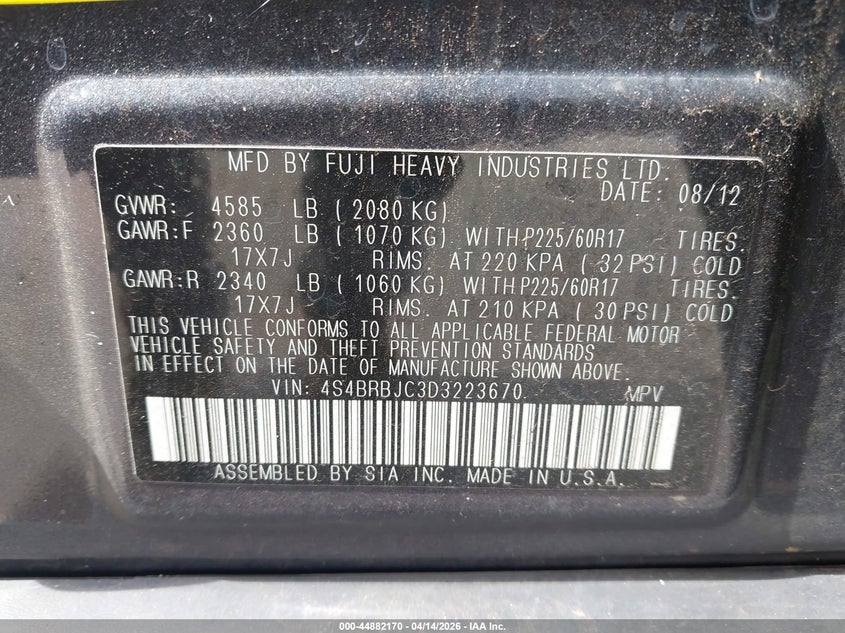 MFD BY FUJI HEAVY INDUSTRIES LTD.
DATE: 08/12
GVWR: 4585 LB ( 2080 KG)
GAWR:F 2360 LB ( 1070 KG) WITH P225/60R17 TIRES.
17X7J RIMS. AT 220 KPA ( 32 PSI) COLD
GAWR:R 2340 LB ( 1060 KG) WITH P225/60R17 TIRES.
17X7J RIMS. AT 210 KPA ( 30 PSI) COLD
THIS VEHICLE CONFORMS TO ALL APPLICABLE FEDERAL MOTOR
VEHICLE SAFETY AND THEFT PREVENTION STANDARDS
IN EFFECT ON THE DATE OF MANUFACTURE SHOWN ABOVE.
VIN: 4S4BRBJC3D3223670 MPV
ASSEMBLED BY SIA INC. MADE IN U.S.A.
000-44882170 - 04/14/2026 - IAA Inc.